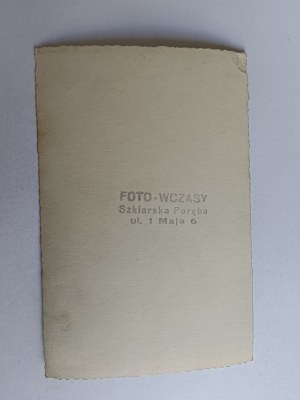 FOTO-WCZASY
Szklarska Poręba
ul. 1 Maja 6